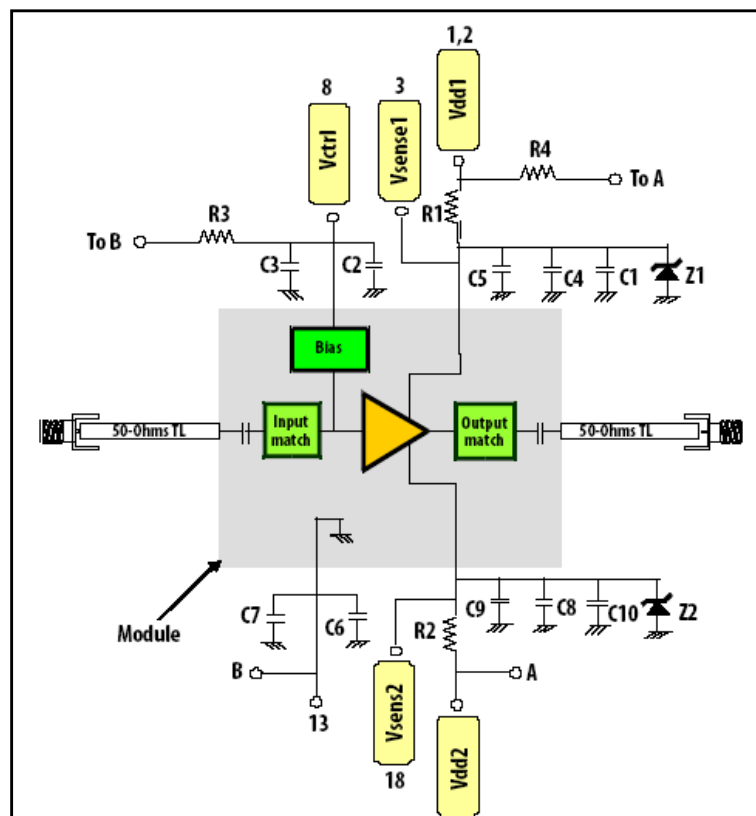 1,2
8
3
Vctrl
Vsense1
Vdd1
R4
To A
R3
R1
To B
C3
C2
C5
C4
C1
Z1
Bias
50-Ohms TL
Input
match
Output
match
50-Ohms TL
Module
C7
C6
R2
C9
C8
C10
Z2
B
A
13
Vsens2
Vdd2
18